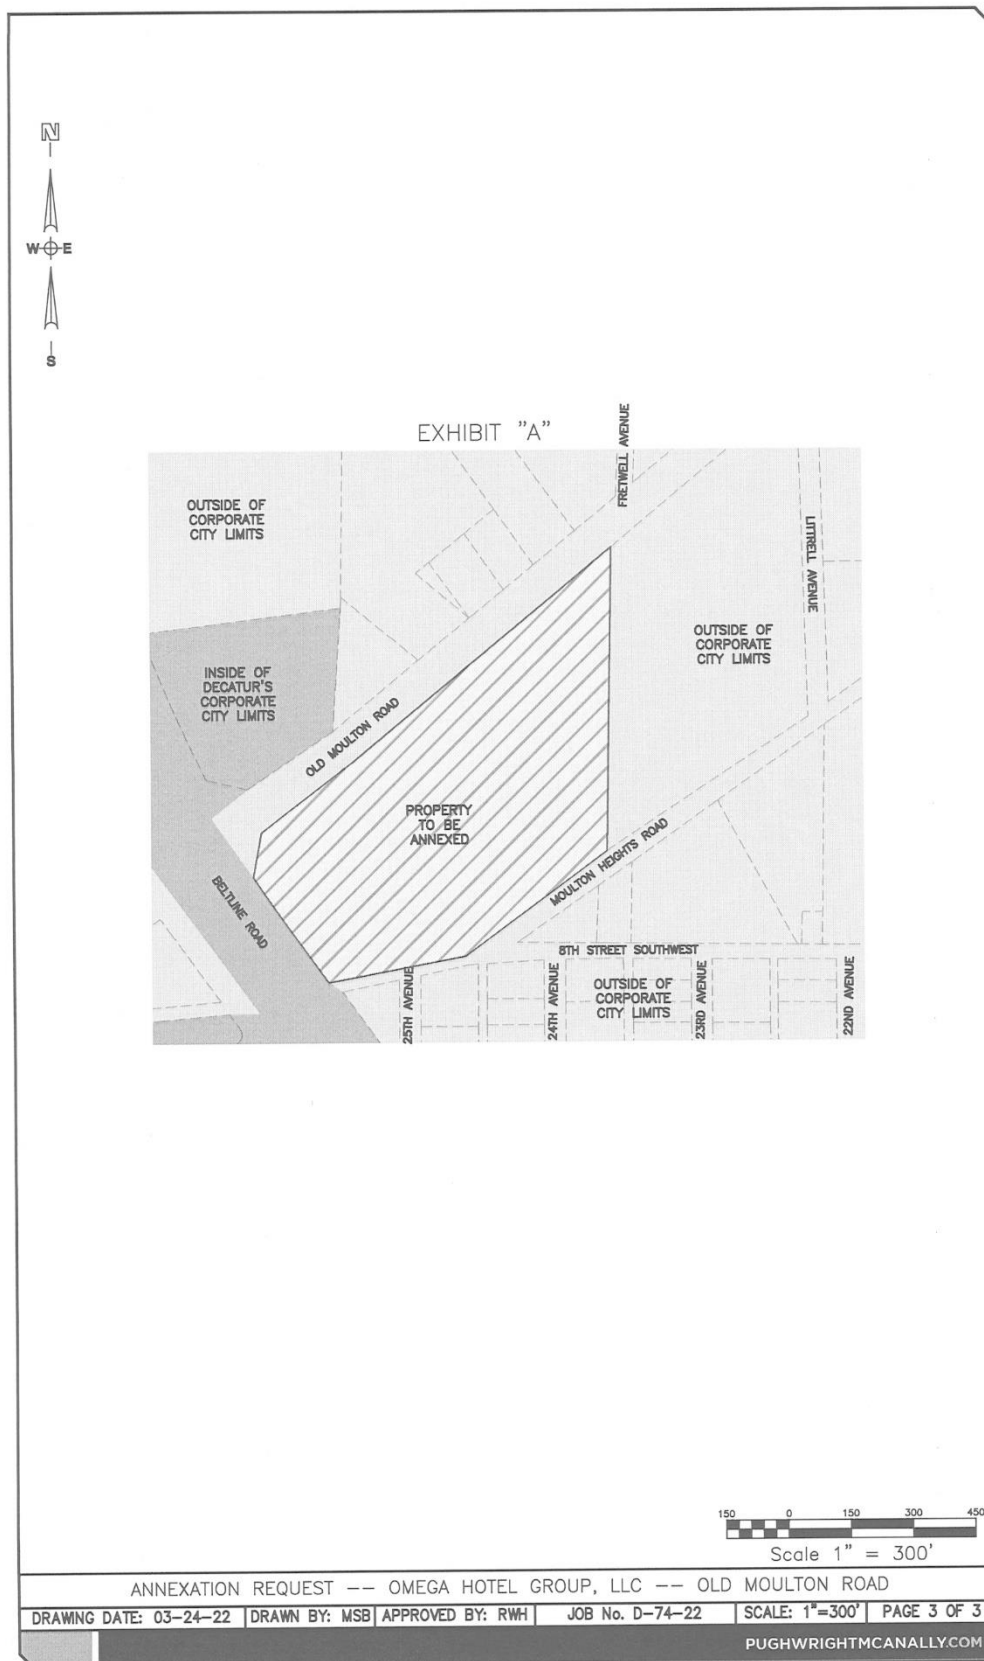 N
W E
S
EXHIBIT "A"
FRETWELL AVENUE
OUTSIDE OF
CORPORATE
CITY LIMITS
LITTRELL AVENUE
OUTSIDE OF
CORPORATE
CITY LIMITS
INSIDE OF
DECATUR'S
CORPORATE
CITY LIMITS
OLD MOULTON ROAD
PROPERTY
TO BE
ANNEXED
MOULTON HEIGHTS ROAD
BELTLINE ROAD
8TH STREET SOUTHWEST
25TH AVENUE
24TH AVENUE
OUTSIDE OF
CORPORATE
CITY LIMITS
23RD AVENUE
22ND AVENUE
150 0 150 300 450
Scale 1" = 300'
ANNEXATION REQUEST -- OMEGA HOTEL GROUP, LLC -- OLD MOULTON ROAD
DRAWING DATE: 03-24-22 DRAWN BY: MSB APPROVED BY: RWH JOB No. D-74-22 SCALE: 1"=300' PAGE 3 OF 3
PUGHWRIGHTMCANALLY.COM